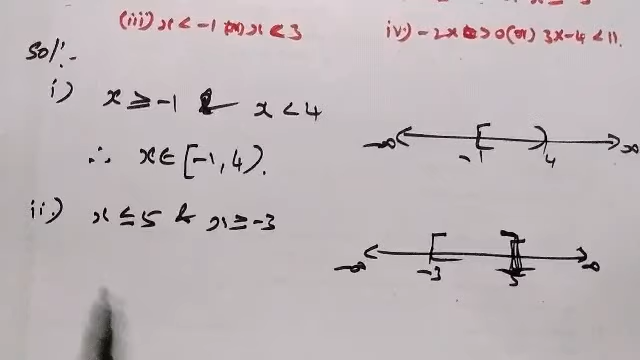 (iii) x < -1 (or) x < 3
iv.) -2x > 0 (or) 3x-4 < 11.
Sol:-
i) x ≥ -1 & x < 4
-∞ -1 4 ∞
∴ x ∈ [-1, 4).
ii.) x ≤ 5 & x ≥ -3
-∞ -3 5 ∞